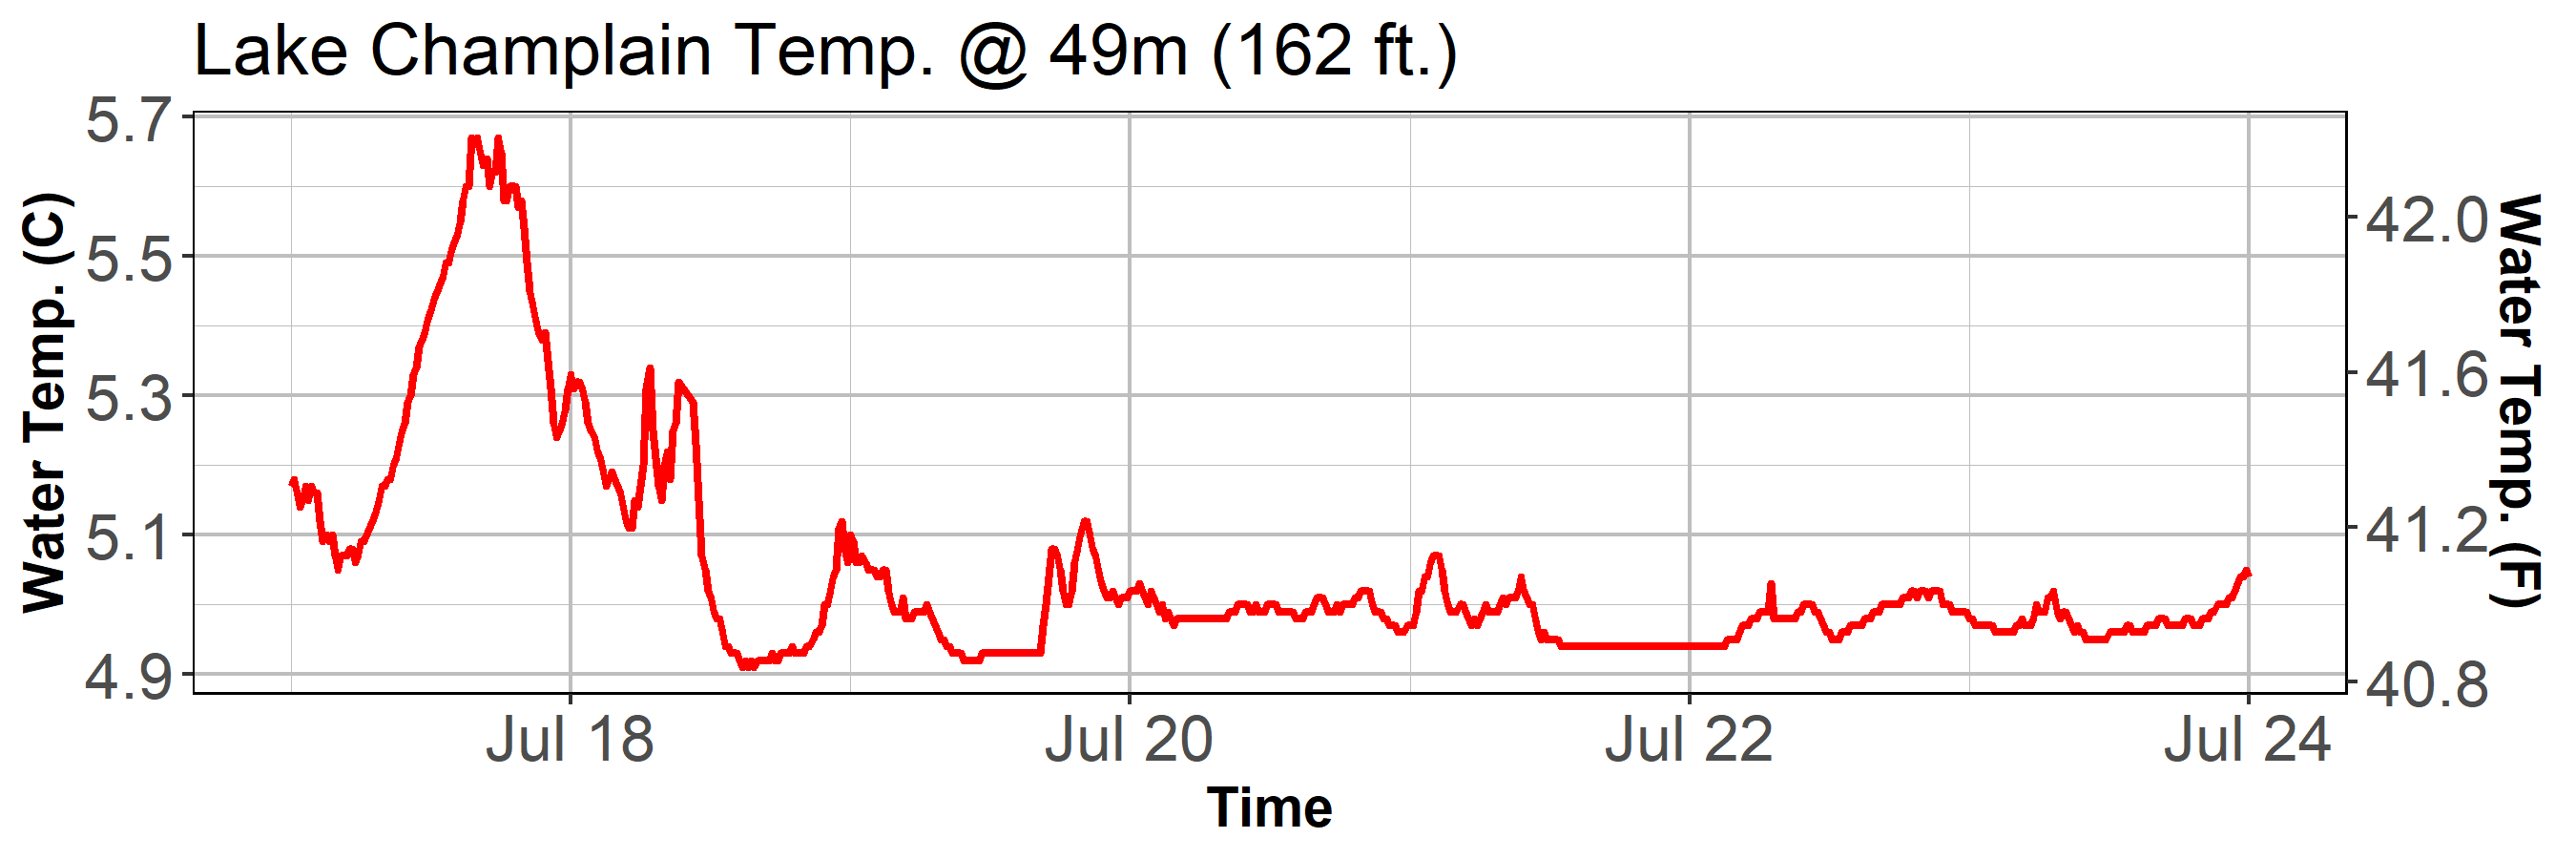 Lake Champlain Temp. @ 49m (162 ft.)
Water Temp. (C)
5.7
5.5
5.3
5.1
4.9
42.0
41.6
41.2
40.8
Water Temp. (F)
Jul 18 Jul 20 Jul 22 Jul 24
Time